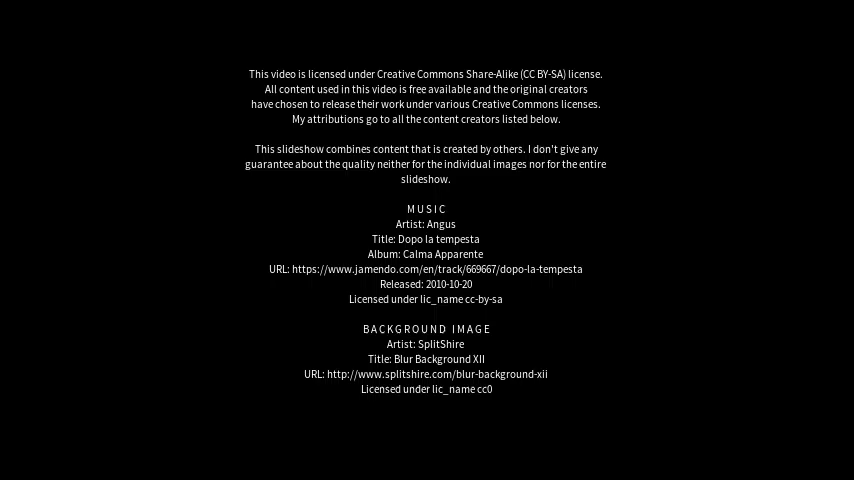 This video is licensed under Creative Commons Share-Alike (CC BY-SA) license.
All content used in this video is free available and the original creators
have chosen to release their work under various Creative Commons licenses.
My attributions go to all the content creators listed below.
This slideshow combines content that is created by others. I don't give any
guarantee about the quality neither for the individual images nor for the entire
slideshow.
MUSIC
Artist: Angus
Title: Dopo la tempesta
Album: Calma Apparente
URL: https://www.jamendo.com/en/track/669667/dopo-la-tempesta
Released: 2010-10-20
Licensed under lic_name cc-by-sa
BACKGROUND IMAGE
Artist: SplitShire
Title: Blur Background XII
URL: http://www.splitshire.com/blur-background-xii
Licensed under lic_name cc0